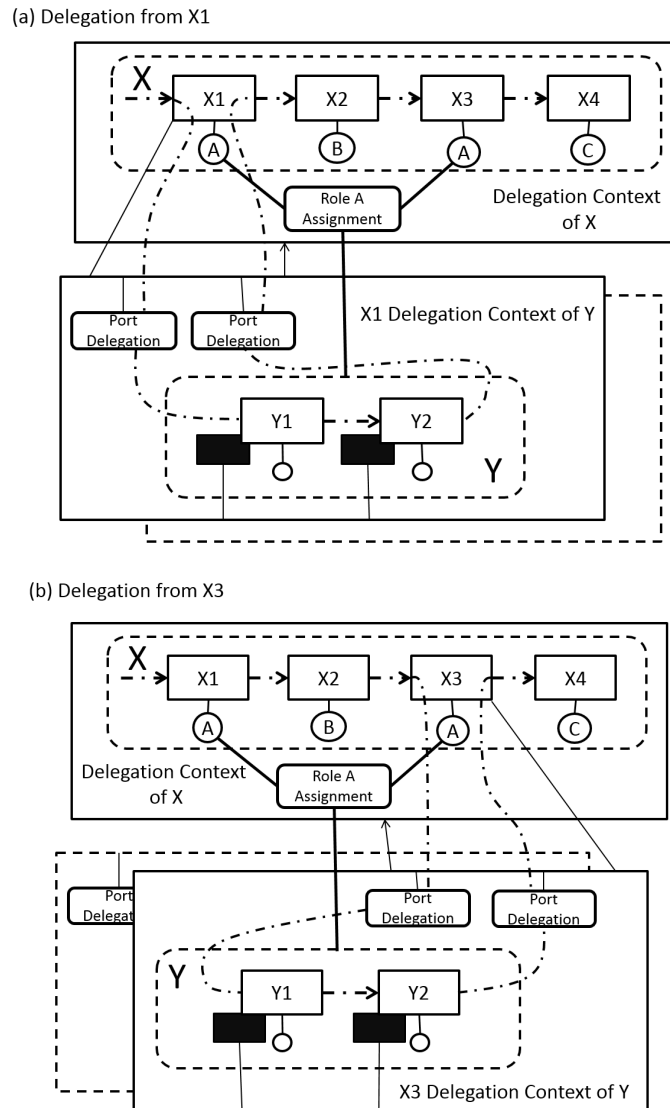 (a) Delegation from X1
X
X1
X2
X3
X4
A
B
A
C
Role A
Assignment
Delegation Context
of X
Port
Delegation
Port
Delegation
X1 Delegation Context of Y
Y1
Y2
Y
(b) Delegation from X3
X
X1
X2
X3
X4
A
B
A
C
Delegation Context
of X
Role A
Assignment
Port
Delegat
Port
Delegation
Port
Delegation
Y
Y1
Y2
X3 Delegation Context of Y